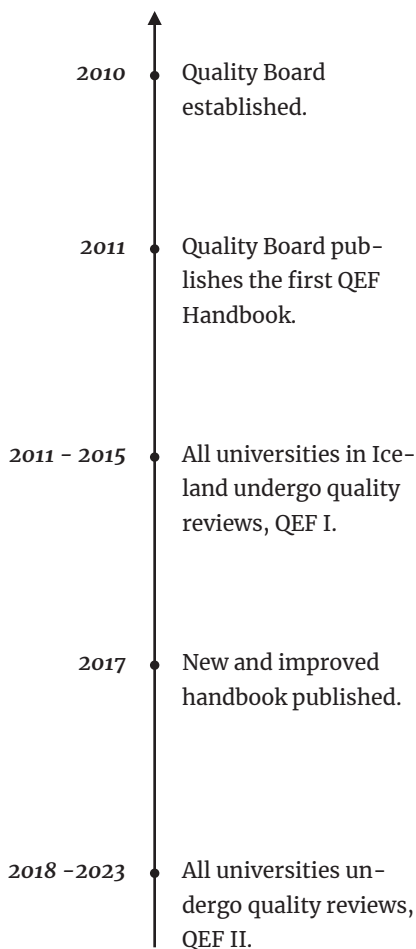 2010
Quality Board
established.
2011
Quality Board pub-
lishes the first QEF
Handbook.
2011 - 2015
All universities in Ice-
land undergo quality
reviews, QEF I.
2017
New and improved
handbook published.
2018 -2023
All universities un-
dergo quality reviews,
QEF II.